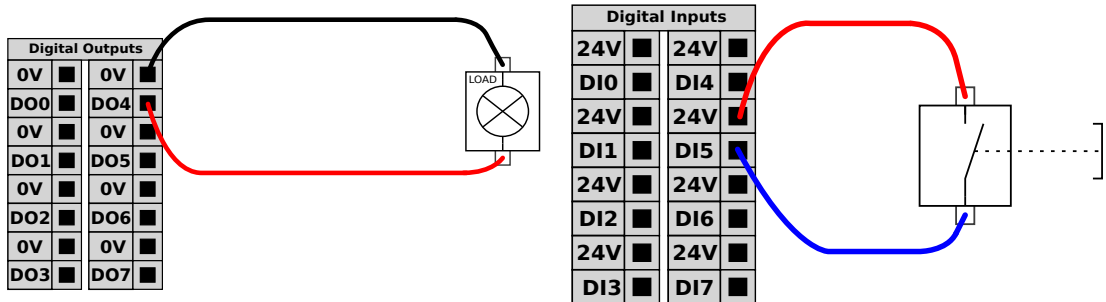 Digital Outputs
0V 0V
DO0 DO4
0V 0V
DO1 DO5
0V 0V
DO2 DO6
0V 0V
DO3 DO7
LOAD
Digital Inputs
24V 24V
DI0 DI4
24V 24V
DI1 DI5
24V 24V
DI2 DI6
24V 24V
DI3 DI7